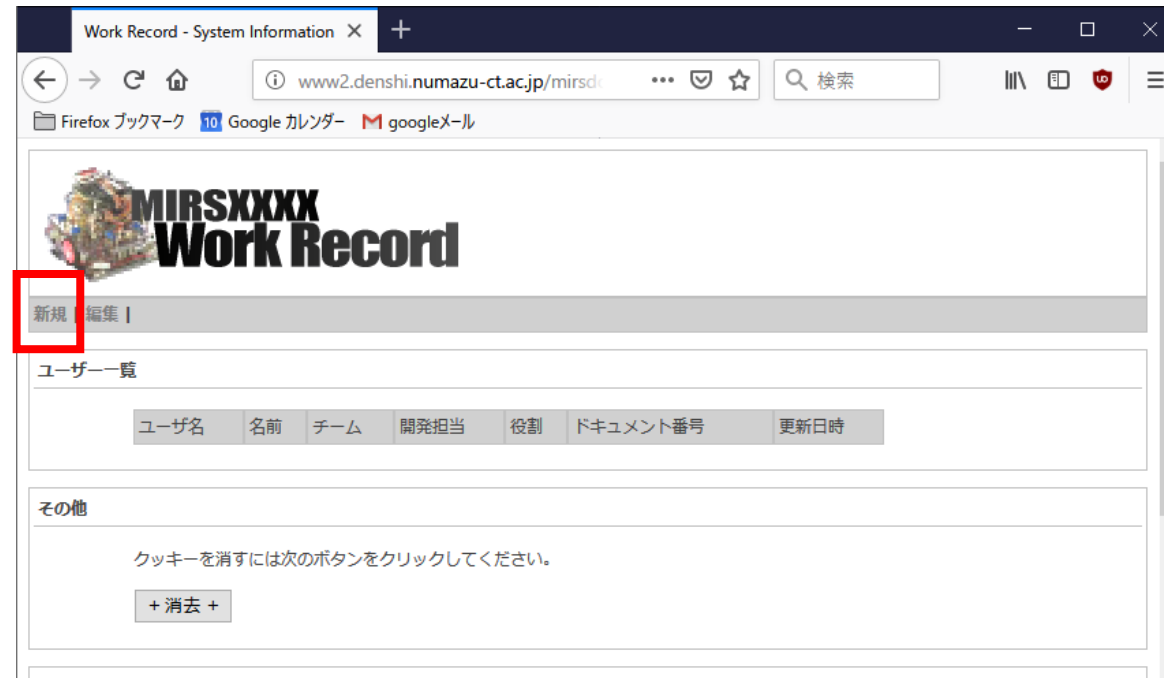 Work Record - System Information
www2.denshi.numazu-ct.ac.jp/mirsdc
検索
Firefox ブックマーク 10 Google カレンダー googleメール
MIRSXXXX
Work Record
新規 | 編集 |
ユーザー一覧
ユーザ名 名前 チーム 開発担当 役割 ドキュメント番号 更新日時
その他
クッキーを消すには次のボタンをクリックしてください。
+ 消去 +